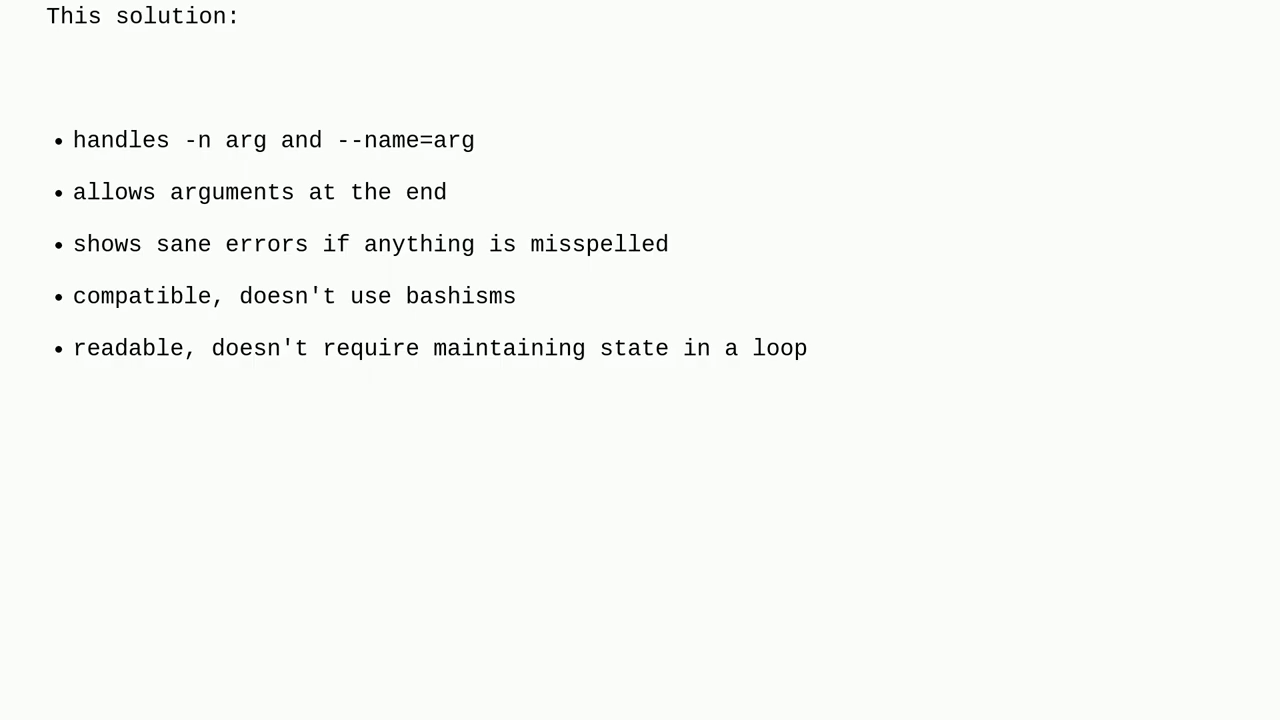 This solution:
• handles -n arg and --name=arg
• allows arguments at the end
• shows sane errors if anything is misspelled
• compatible, doesn't use bashisms
• readable, doesn't require maintaining state in a loop